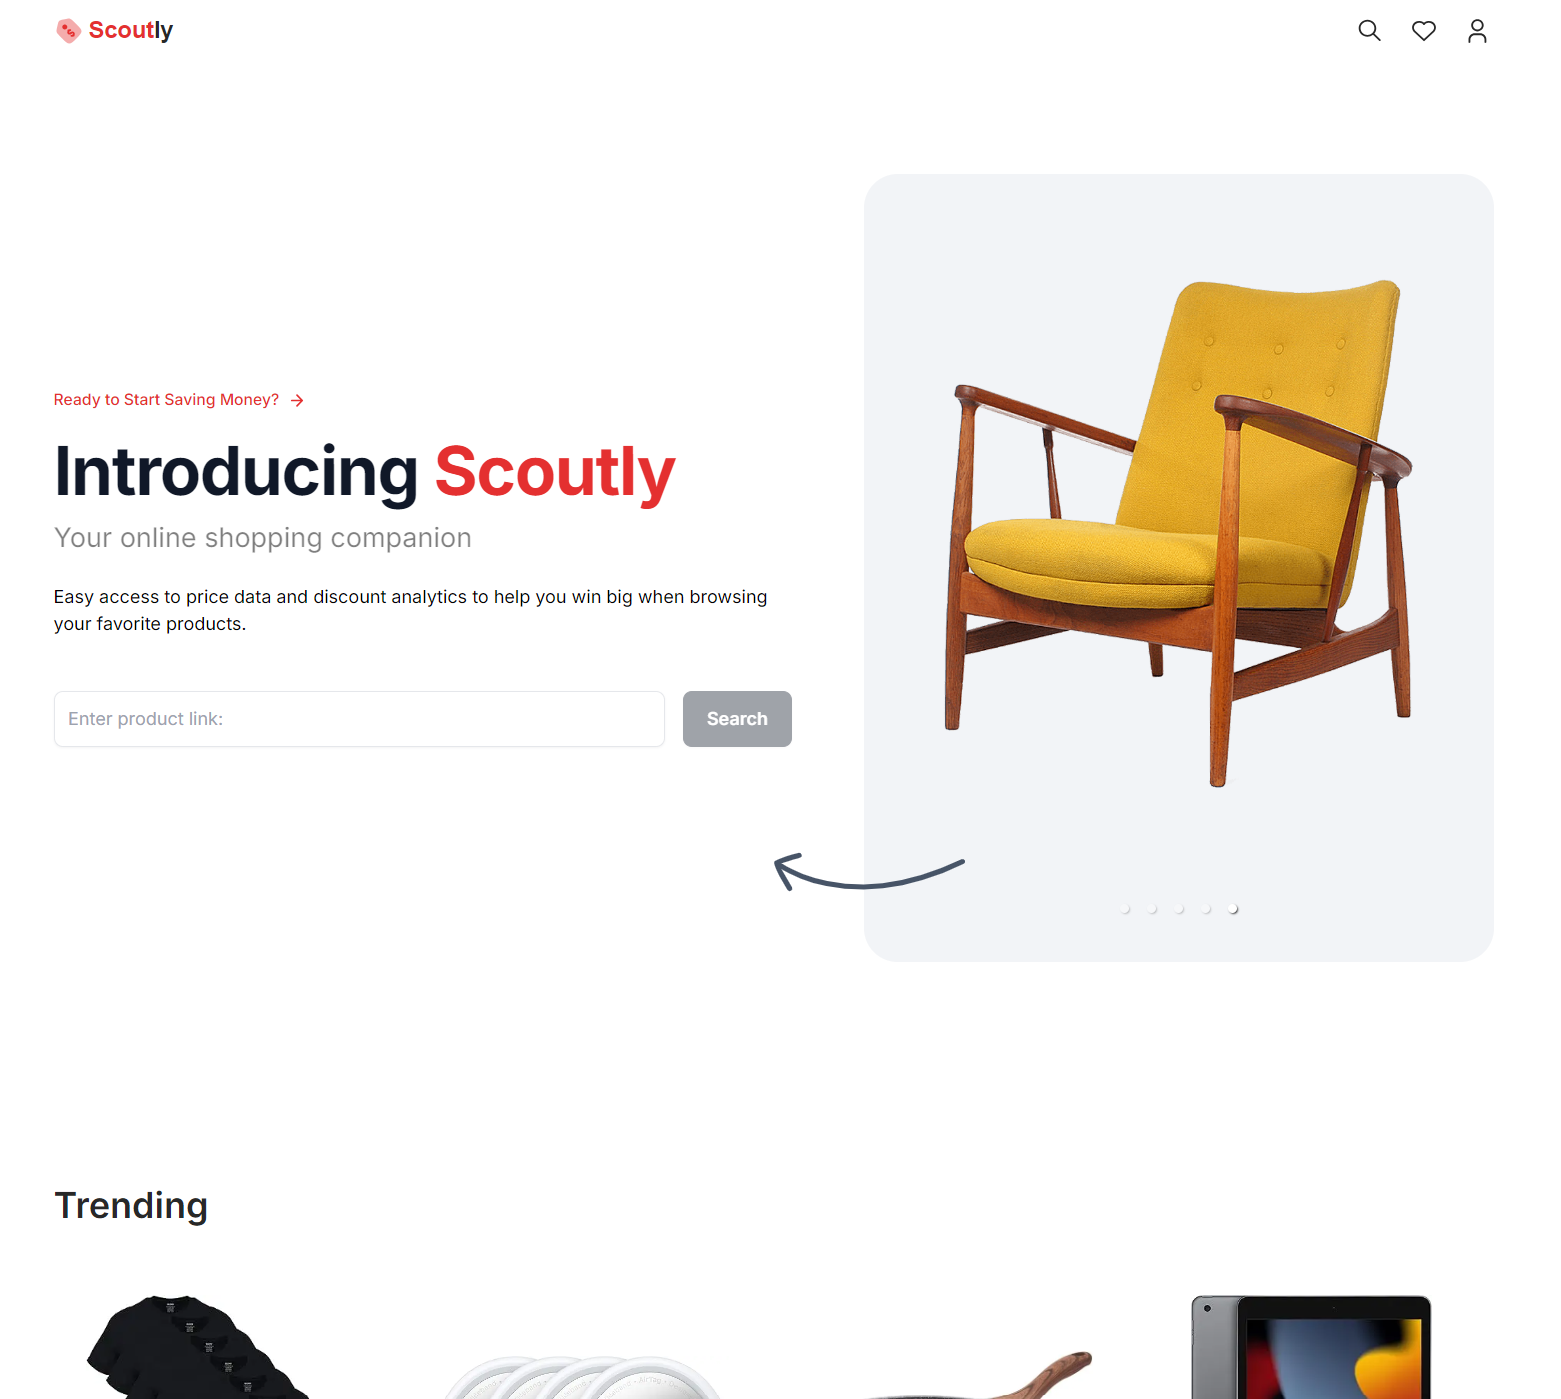 Scoutly
Ready to Start Saving Money?
Introducing Scoutly
Your online shopping companion
Easy access to price data and discount analytics to help you win big when browsing
your favorite products.
Enter product link:
Search
Trending